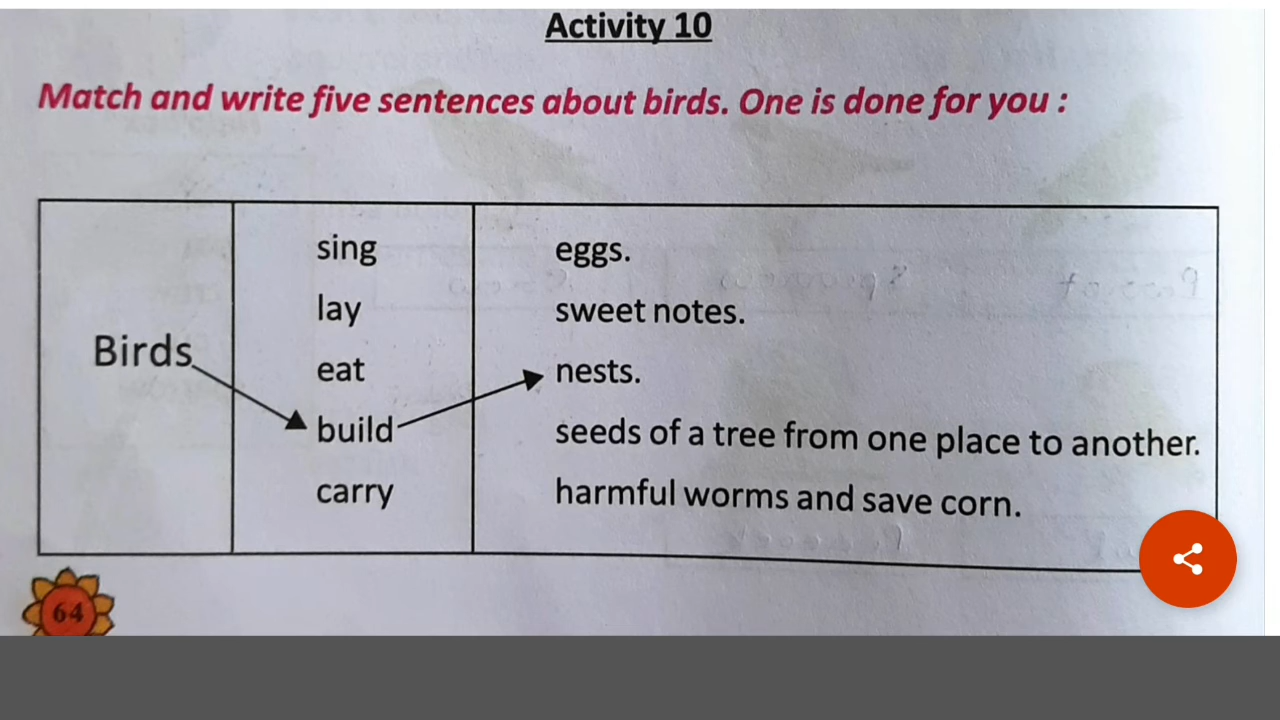 Activity 10
Match and write five sentences about birds. One is done for you :
Birds
sing
lay
eat
build
carry
eggs.
sweet notes.
nests.
seeds of a tree from one place to another.
harmful worms and save corn.
64